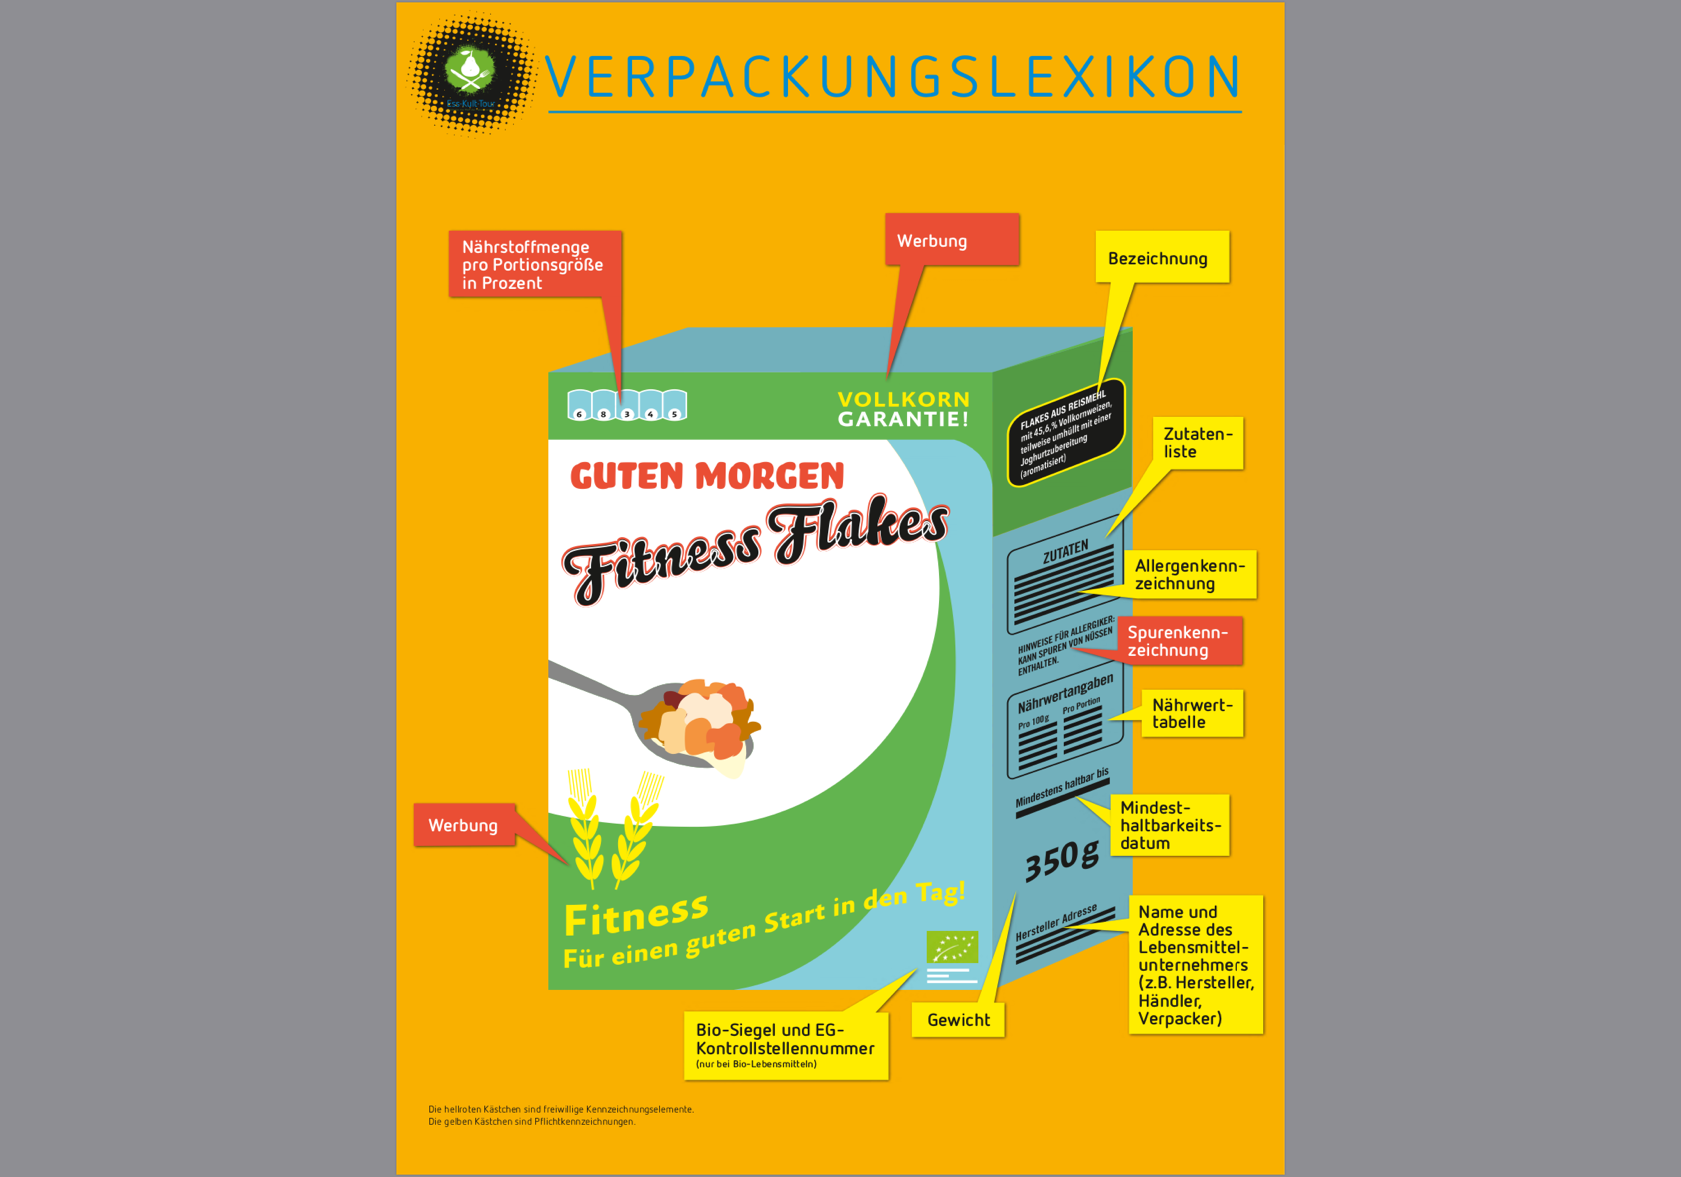 Ess-Kult-Tour
VERPACKUNGSLEXIKON
Nährstoffmenge
pro Portionsgröße
in Prozent
Werbung
Bezeichnung
6 8 3 4 5
VOLLKORN
GARANTIE!
FLAKES AUS REISMEHL
mit 45,6,% Vollkornweizen,
teilweise umhüllt mit einer
Joghurtzubereitung
(aromatisiert)
Zutaten-
liste
GUTEN MORGEN
Fitness Flakes
ZUTATEN
Allergenkenn-
zeichnung
HINWEISE FÜR ALLERGIKER:
KANN SPUREN VON NÜSSEN
ENTHALTEN.
Spurenkenn-
zeichnung
Nährwertangaben
Pro 100g Pro Portion
Nährwert-
tabelle
Mindestens haltbar bis
Mindest-
haltbarkeits-
datum
Werbung
350g
Fitness
Für einen guten Start in den Tag!
Hersteller Adresse
Name und
Adresse des
Lebensmittel-
unternehmers
(z.B. Hersteller,
Händler,
Verpacker)
Gewicht
Bio-Siegel und EG-
Kontrollstellennummer
(nur bei Bio-Lebensmitteln)
Die hellroten Kästchen sind freiwillige Kennzeichnungselemente.
Die gelben Kästchen sind Pflichtkennzeichnungen.